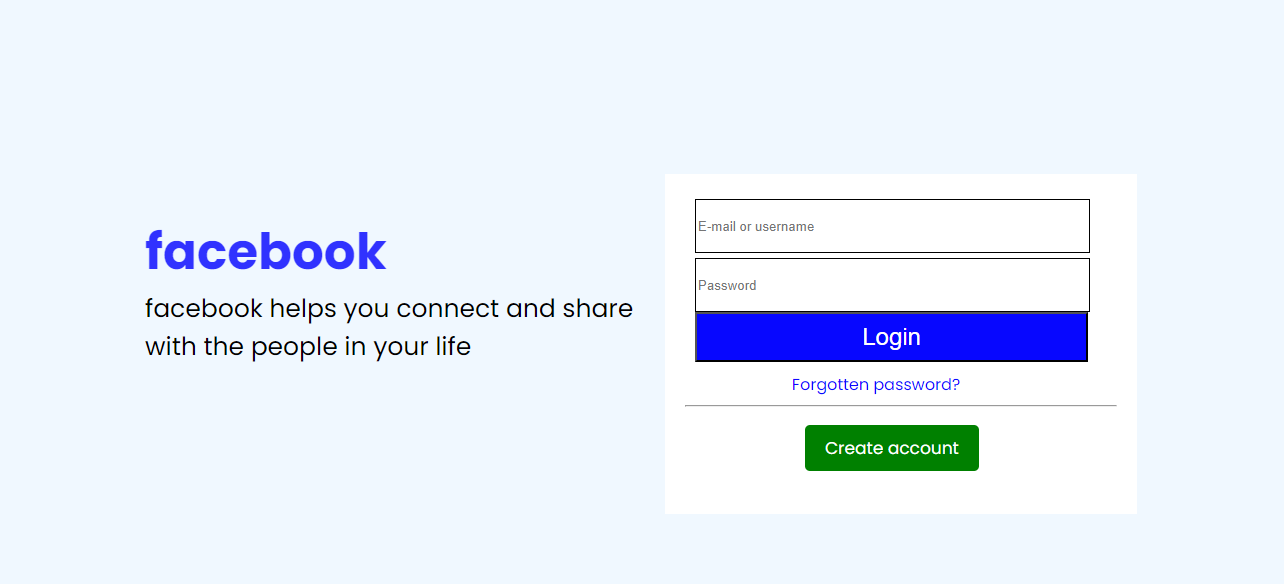 facebook
facebook helps you connect and share
with the people in your life
E-mail or username
Password
Login
Forgotten password?
Create account